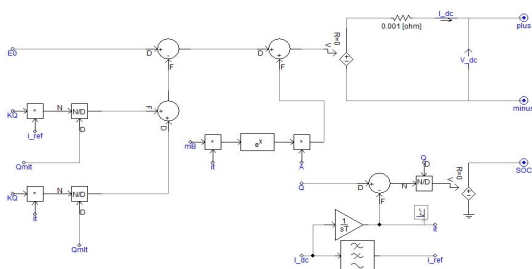 0.001 [ohm]
I_dc
plus
R=0
V
V_dc
minus
E0
D
F
D
F
KQ
*
N
N/D
D
i_ref
Qmit
F
D
KQ
*
N
N/D
D
it
Qmit
mB
*
e^x
*
it
A
Q
D
F
N
N/D
Q
D
V
R=0
SOC
1
sT
it
I_dc
i_ref